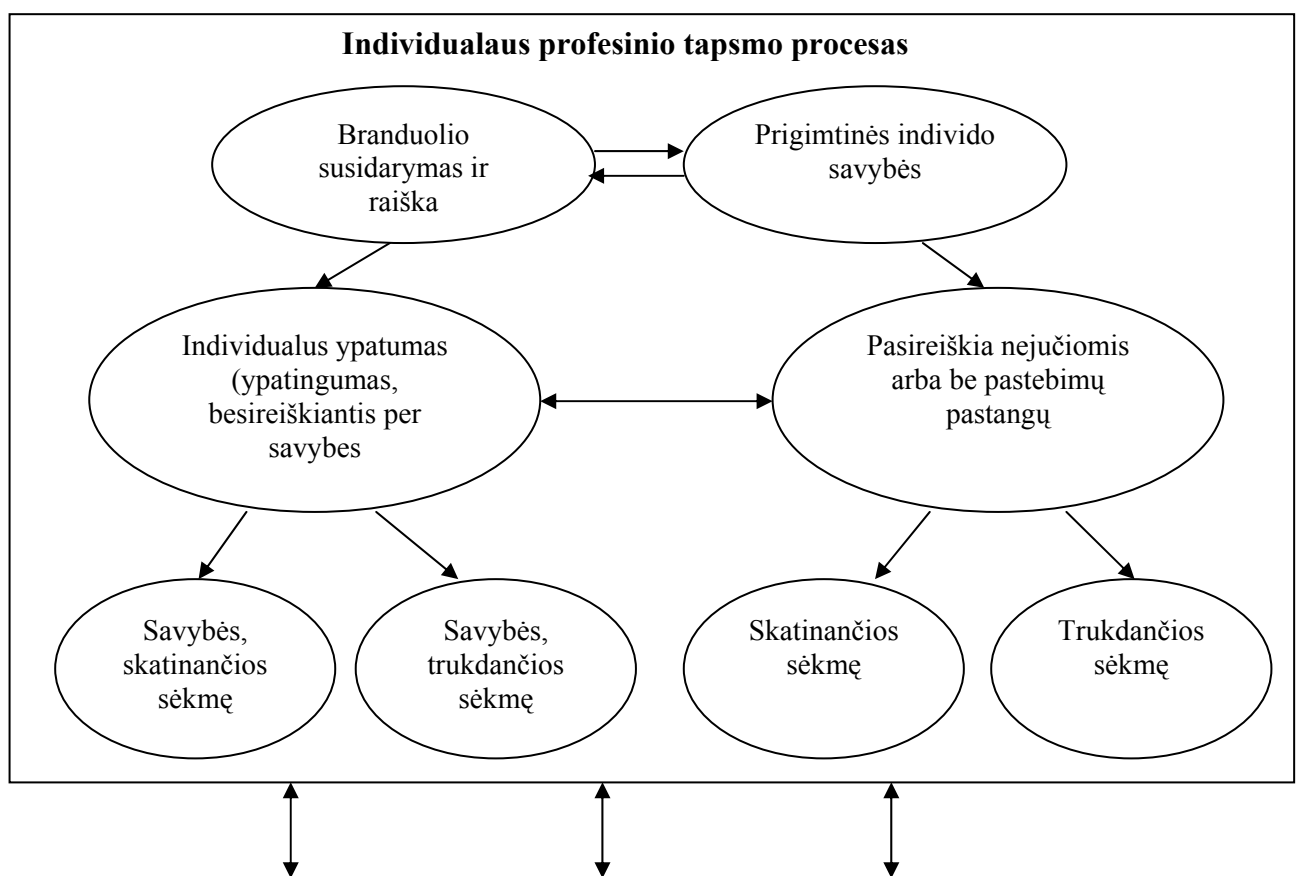 Individualaus profesinio tapsmo procesas
Branduolio
susidarymas ir
raiška
Prigimtinės individo
savybės
Individualus ypatumas
(ypatingumas,
besireiškiantis per
savybes
Pasireiškia nejučiomis
arba be pastebimų
pastangų
Savybės,
skatinančios
sėkmę
Savybės,
trukdančios
sėkmę
Skatinančios
sėkmę
Trukdančios
sėkmę